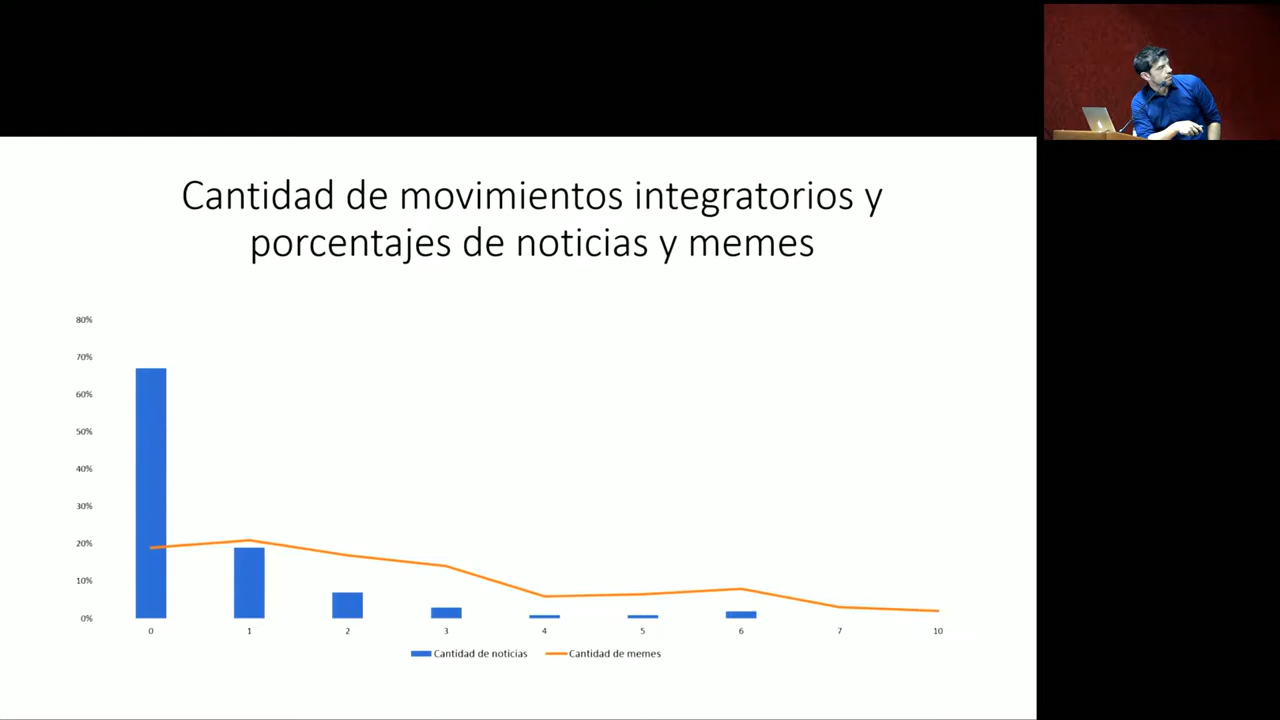 Cantidad de movimientos integratorios y
porcentajes de noticias y memes
80%
70%
60%
50%
40%
30%
20%
10%
0%
0 1 2 3 4 5 6 7 10
Cantidad de noticias Cantidad de memes